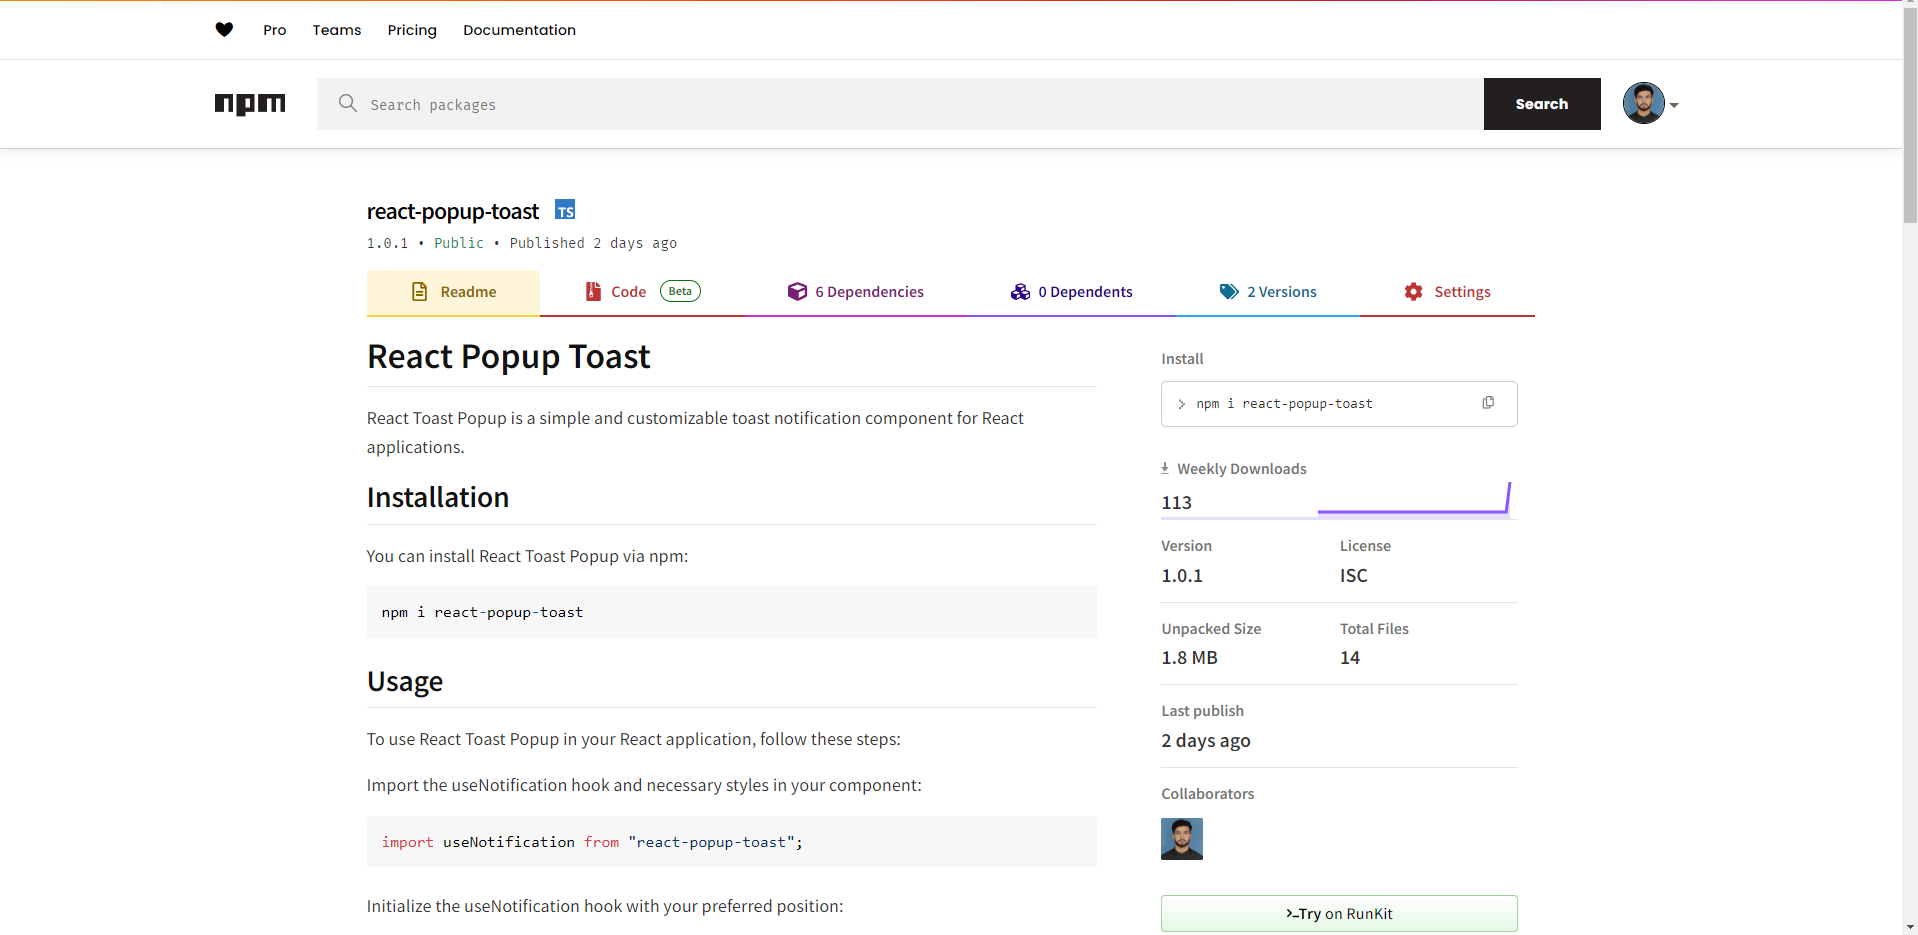 Pro Teams Pricing Documentation
npm Search packages Search
react-popup-toast TS
1.0.1 • Public • Published 2 days ago
Readme Code Beta 6 Dependencies 0 Dependents 2 Versions Settings
React Popup Toast
React Toast Popup is a simple and customizable toast notification component for React
applications.
Installation
You can install React Toast Popup via npm:
npm i react-popup-toast
Usage
To use React Toast Popup in your React application, follow these steps:
Import the useNotification hook and necessary styles in your component:
import useNotification from "react-popup-toast";
Initialize the useNotification hook with your preferred position:
Install
> npm i react-popup-toast
Weekly Downloads
113
Version License
1.0.1 ISC
Unpacked Size Total Files
1.8 MB 14
Last publish
2 days ago
Collaborators
>_Try on RunKit